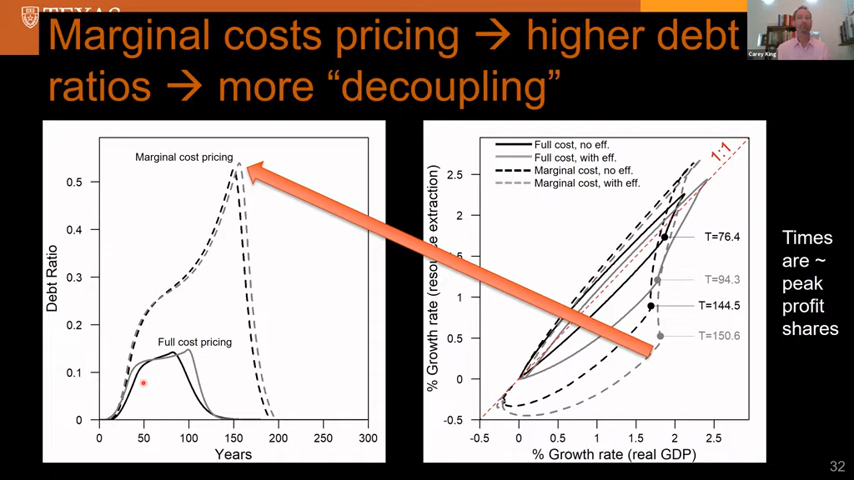 TEXAS
Marginal costs pricing → higher debt
ratios → more “decoupling”
Carey King
Marginal cost pricing
Full cost pricing
Debt Ratio
0.5
0.4
0.3
0.2
0.1
0
0 50 100 150 200 250 300
Years
Full cost, no eff.
Full cost, with eff.
Marginal cost, no eff.
Marginal cost, with eff.
1:1
% Growth rate (resource extraction)
2.5
2
1.5
1
0.5
0
-0.5
T=76.4
T=94.3
T=144.5
T=150.6
-0.5 0 0.5 1 1.5 2 2.5
% Growth rate (real GDP)
Times
are ~
peak
profit
shares
32